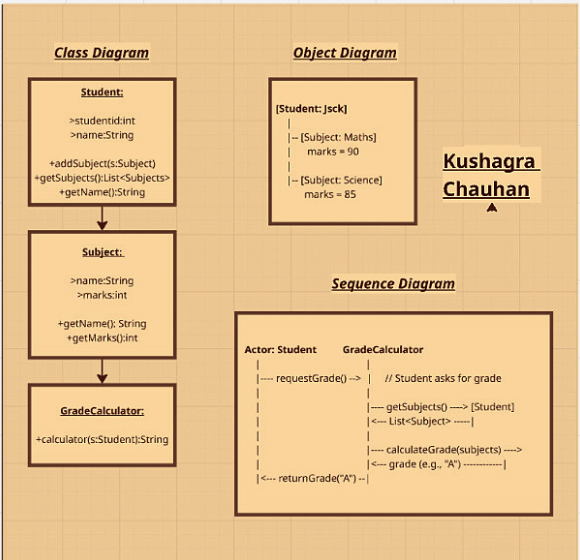 Class Diagram
Student:
>studentid:int
>name:String
+addSubject(s:Subject)
+getSubjects():List<Subjects>
+getName():String
Subject:
>name:String
>marks:int
+getName(); String
+getMarks():int
GradeCalculator:
+calculator(s:Student):String
Object Diagram
[Student: Jsck]
|
|-- [Subject: Maths]
| marks = 90
|
|-- [Subject: Science]
marks = 85
Kushagra
Chauhan
Sequence Diagram
Actor: Student GradeCalculator
| |
|---- requestGrade() --> | // Student asks for grade
| |
| |---- getSubjects() ----> [Student]
| |<--- List<Subject> -----|
| |
| |---- calculateGrade(subjects) ---->
| |<--- grade (e.g., "A") ------------|
|<--- returnGrade("A") --|